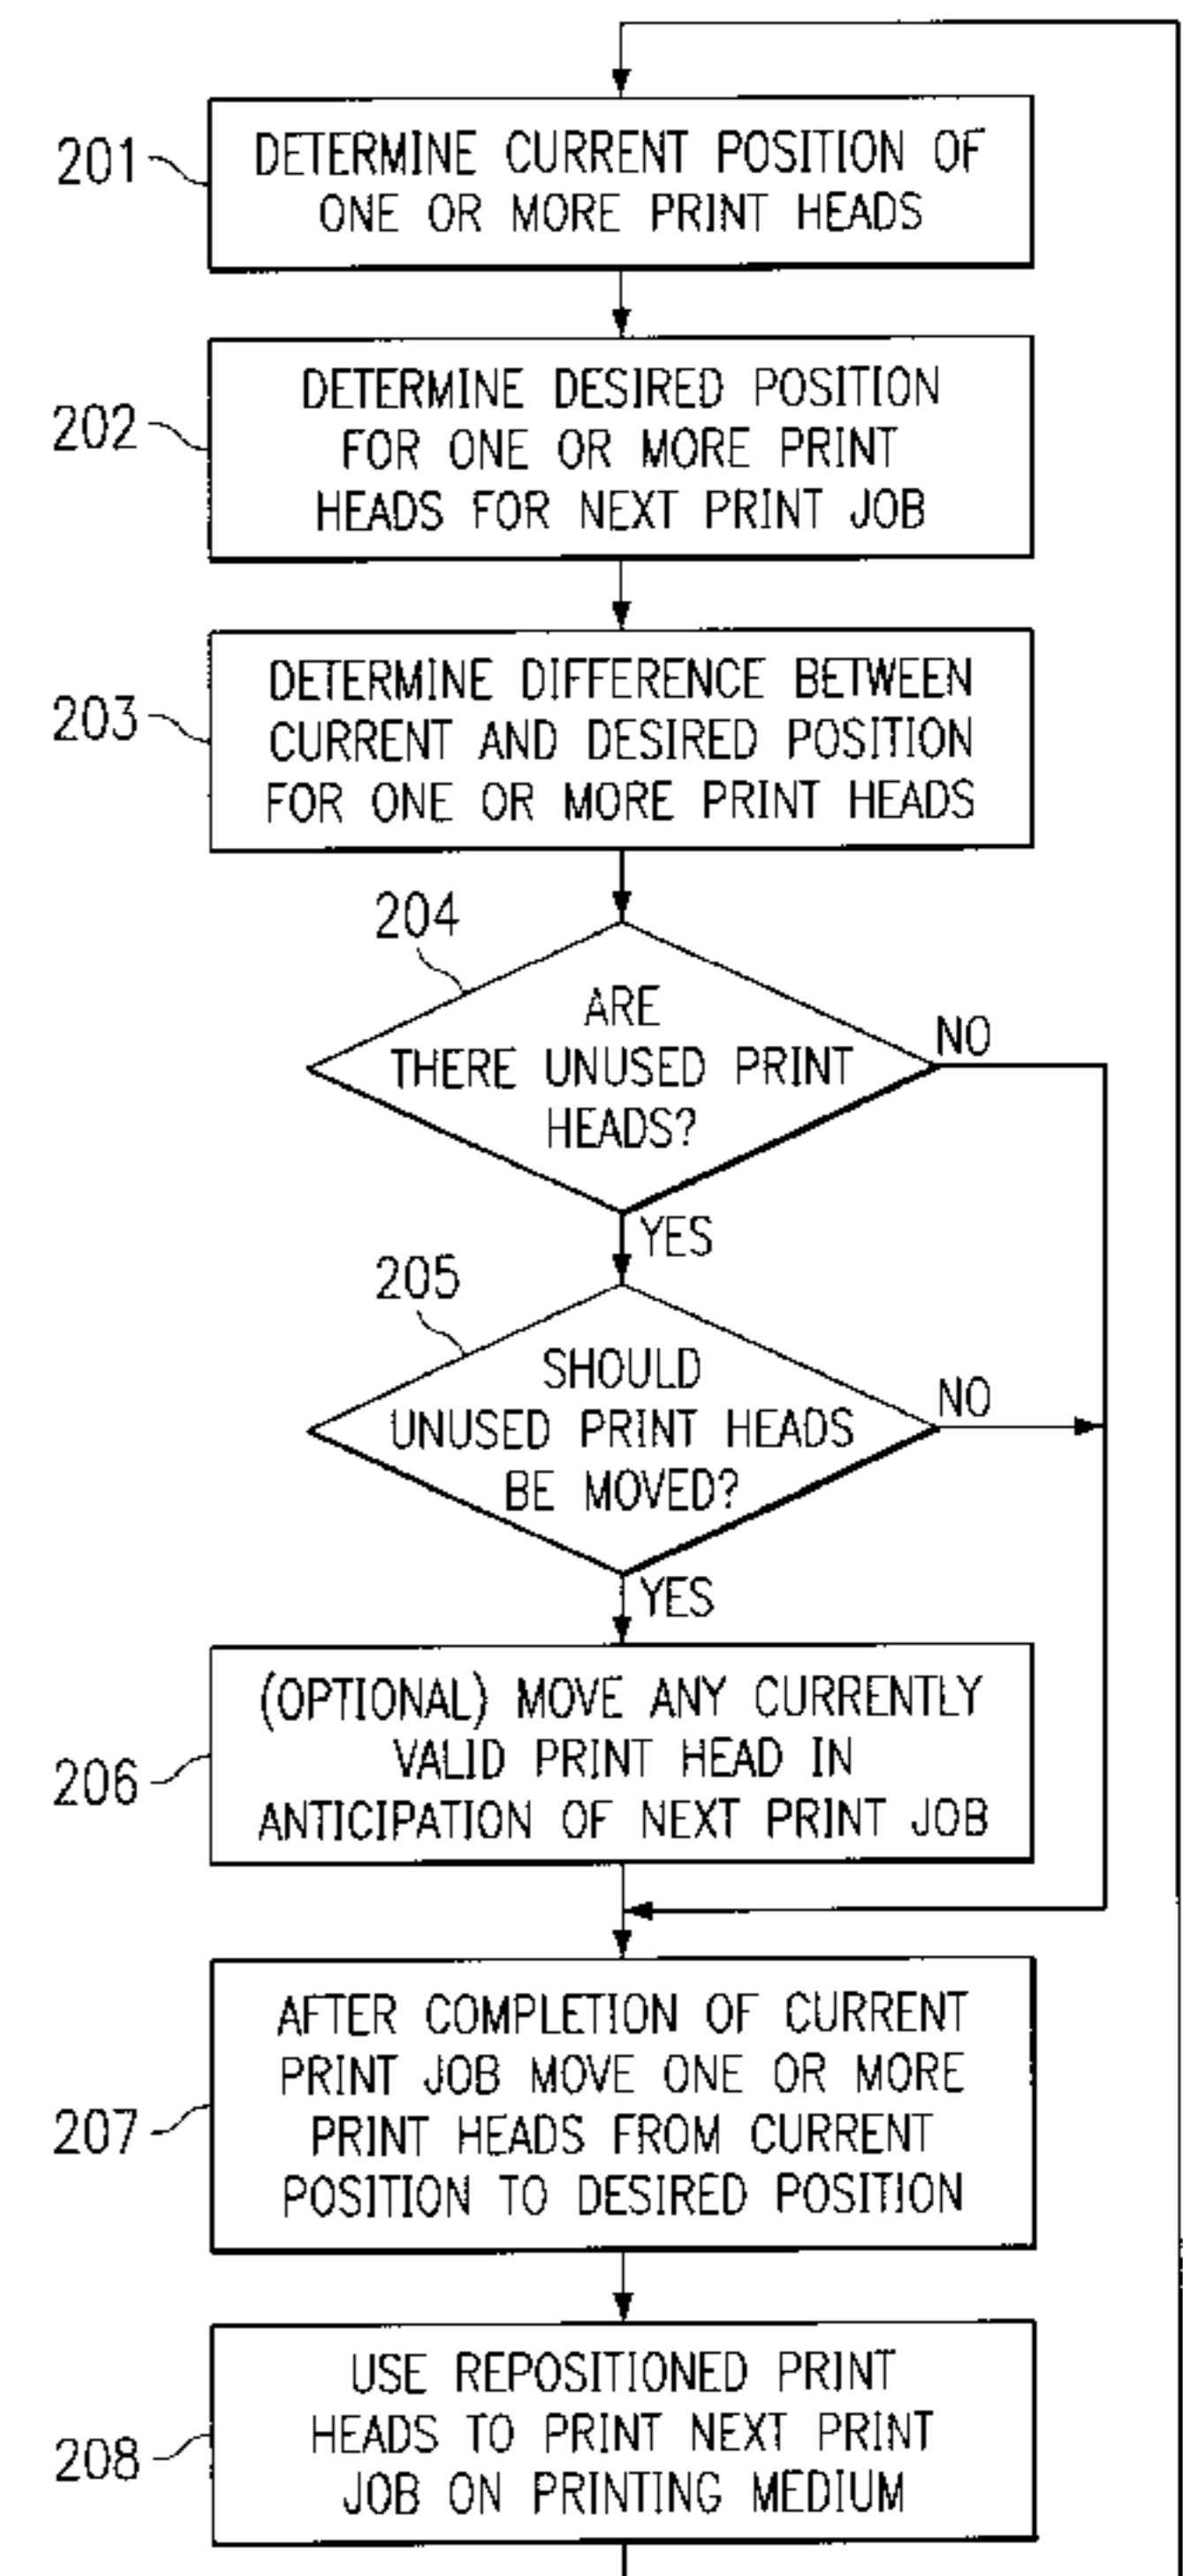 201
DETERMINE CURRENT POSITION OF
ONE OR MORE PRINT HEADS
202
DETERMINE DESIRED POSITION
FOR ONE OR MORE PRINT
HEADS FOR NEXT PRINT JOB
203
DETERMINE DIFFERENCE BETWEEN
CURRENT AND DESIRED POSITION
FOR ONE OR MORE PRINT HEADS
204
ARE
THERE UNUSED PRINT
HEADS?
NO
YES
205
SHOULD
UNUSED PRINT HEADS
BE MOVED?
NO
YES
206
(OPTIONAL) MOVE ANY CURRENTLY
VALID PRINT HEAD IN
ANTICIPATION OF NEXT PRINT JOB
207
AFTER COMPLETION OF CURRENT
PRINT JOB MOVE ONE OR MORE
PRINT HEADS FROM CURRENT
POSITION TO DESIRED POSITION
208
USE REPOSITIONED PRINT
HEADS TO PRINT NEXT PRINT
JOB ON PRINTING MEDIUM